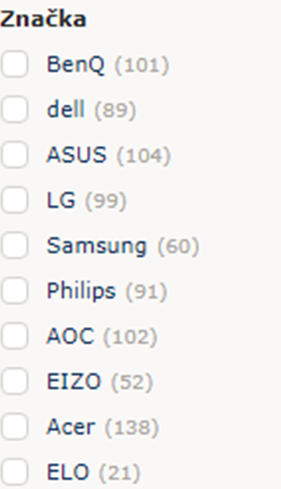 Značka
BenQ (101)
dell (89)
ASUS (104)
LG (99)
Samsung (60)
Philips (91)
AOC (102)
EIZO (52)
Acer (138)
ELO (21)